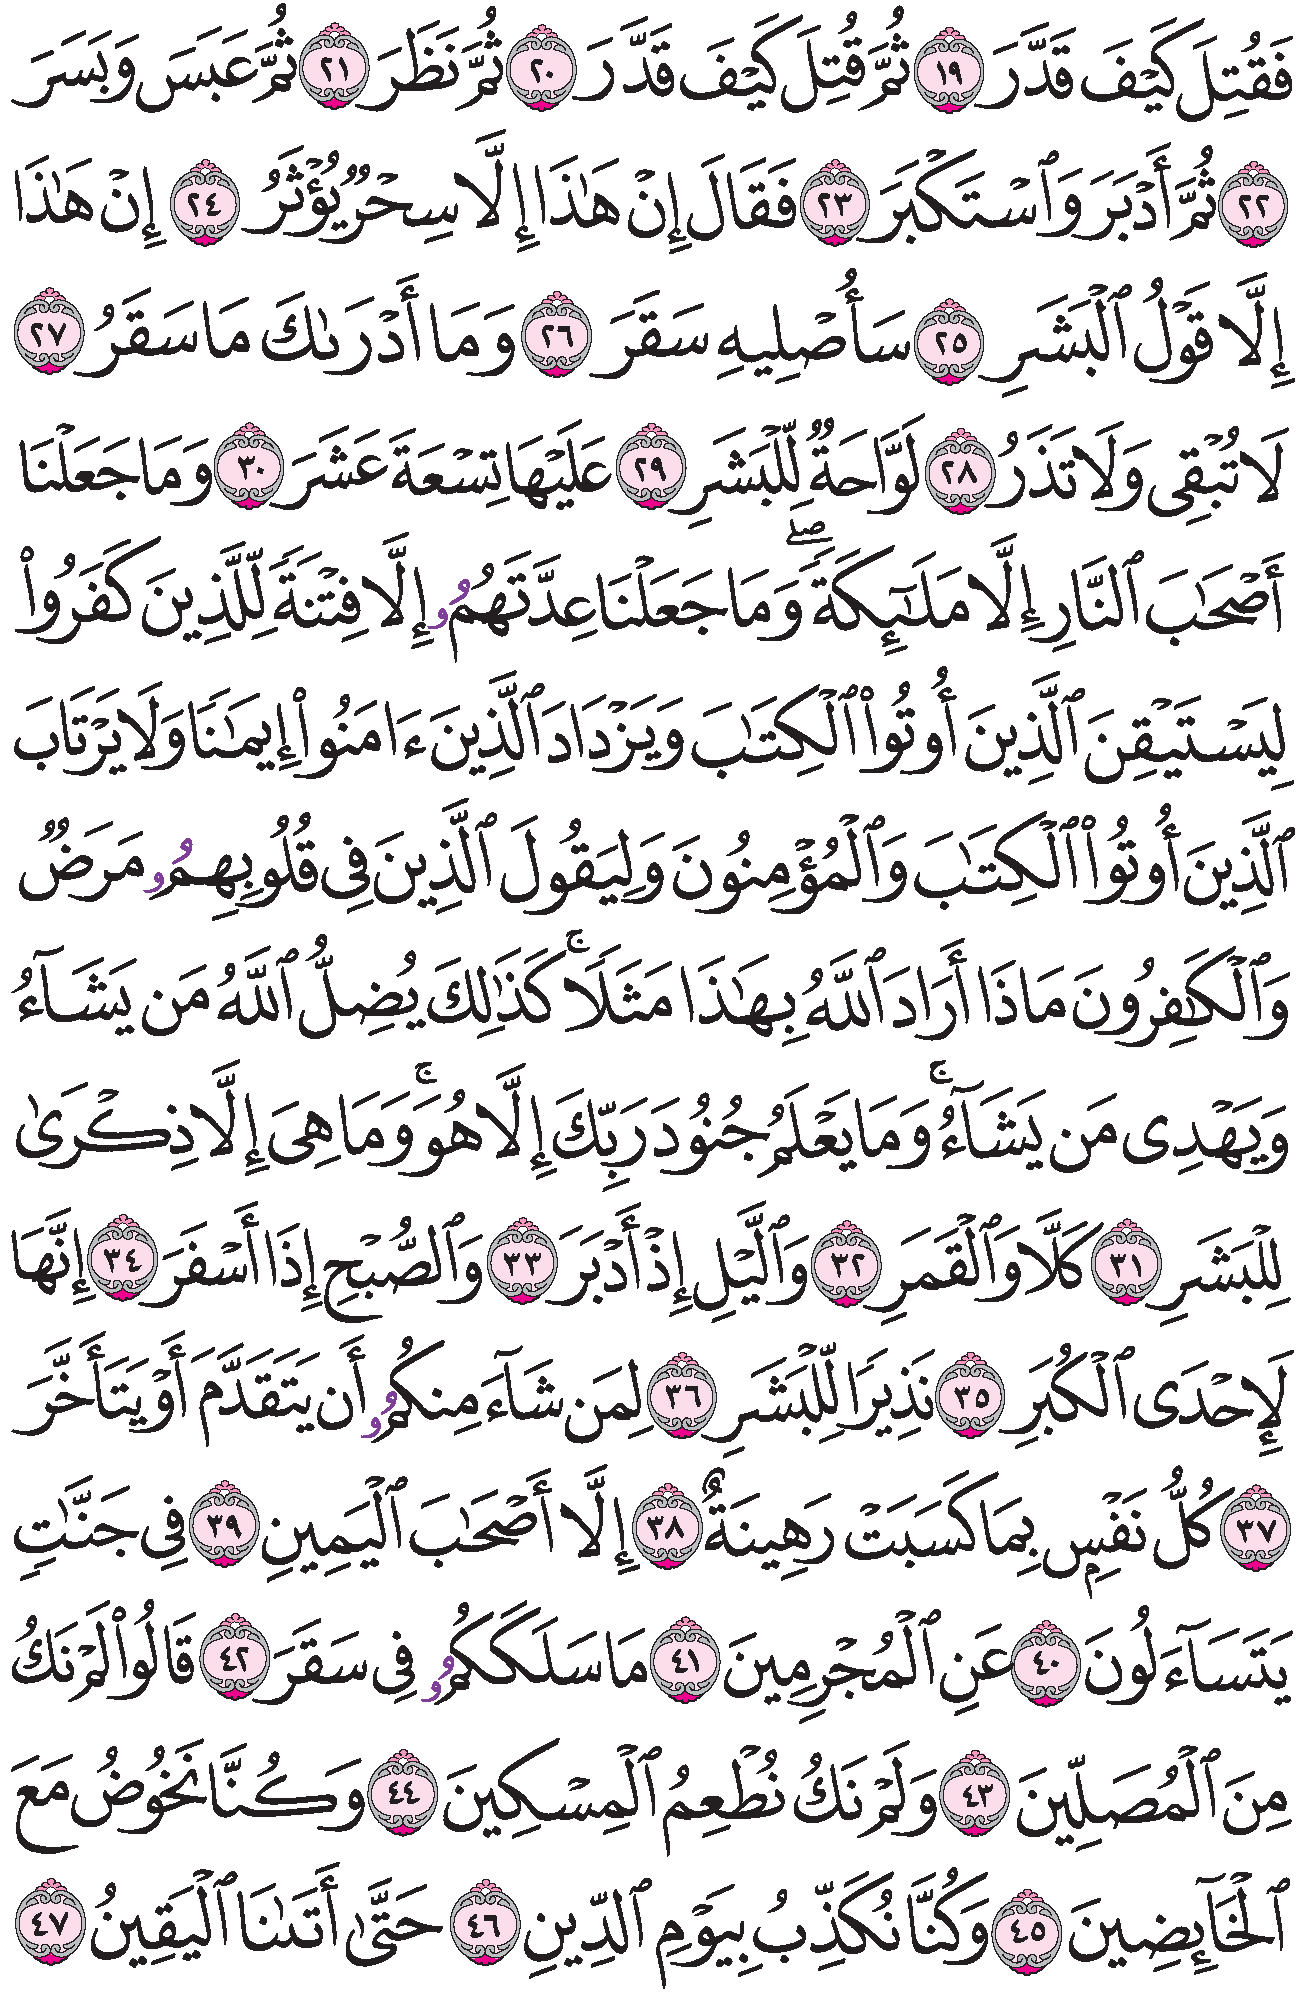 فَقُتِلَ كَيۡفَ قَدَّرَ ١٩ ثُمَّ قُتِلَ كَيۡفَ قَدَّرَ ٢٠ ثُمَّ نَظَرَ ٢١ ثُمَّ عَبَسَ وَبَسَرَ
٢٢ ثُمَّ أَدۡبَرَ وَٱسۡتَكۡبَرَ ٢٣ فَقَالَ إِنۡ هَٰذَا إِلَّا سِحۡرٞ يُؤۡثَرُ ٢٤ إِنۡ هَٰذَا
إِلَّا قَوۡلُ ٱلۡبَشَرِ ٢٥ سَأُصۡلِيهِ سَقَرَ ٢٦ وَمَا أَدۡرَىٰكَ مَا سَقَرُ ٢٧
لَا تُبۡقِي وَلَا تَذَرُ ٢٨ لَوَّاحَةٞ لِّلۡبَشَرِ ٢٩ عَلَيۡهَا تِسۡعَةَ عَشَرَ ٣٠ وَمَا جَعَلۡنَا
أَصۡحَٰبَ ٱلنَّارِ إِلَّا مَلَٰٓئِكَةٗۖ وَمَا جَعَلۡنَا عِدَّتَهُمُۥ إِلَّا فِتۡنَةٗ لِّلَّذِينَ كَفَرُواْ
لِيَسۡتَيۡقِنَ ٱلَّذِينَ أُوتُواْ ٱلۡكِتَٰبَ وَيَزۡدَادَ ٱلَّذِينَ ءَامَنُواْ إِيمَٰنٗا وَلَا يَرۡتَابَ
ٱلَّذِينَ أُوتُواْ ٱلۡكِتَٰبَ وَٱلۡمُؤۡمِنُونَ وَلِيَقُولَ ٱلَّذِينَ فِي قُلُوبِهِمُۥ مَرَضٞ
وَٱلۡكَٰفِرُونَ مَاذَا أَرَادَ ٱللَّهُ بِهَٰذَا مَثَلٗاۚ كَذَٰلِكَ يُضِلُّ ٱللَّهُ مَن يَشَآءُ
وَيَهۡدِي مَن يَشَآءُۚ وَمَا يَعۡلَمُ جُنُودَ رَبِّكَ إِلَّا هُوَۚ وَمَا هِيَ إِلَّا ذِكۡرَىٰ
لِلۡبَشَرِ ٣١ كَلَّا وَٱلۡقَمَرِ ٣٢ وَٱلَّيۡلِ إِذۡ أَدۡبَرَ ٣٣ وَٱلصُّبۡحِ إِذَا أَسۡفَرَ ٣٤ إِنَّهَا
لَإِحۡدَى ٱلۡكُبَرِ ٣٥ نَذِيرٗا لِّلۡبَشَرِ ٣٦ لِمَن شَآءَ مِنكُمُۥ أَن يَتَقَدَّمَ أَوۡ يَتَأَخَّرَ
٣٧ كُلُّ نَفۡسِۭ بِمَا كَسَبَتۡ رَهِينَةٌ ٣٨ إِلَّا أَصۡحَٰبَ ٱلۡيَمِينِ ٣٩ فِي جَنَّٰتٖ
يَتَسَآءَلُونَ ٤٠ عَنِ ٱلۡمُجۡرِمِينَ ٤١ مَا سَلَكَكُمُۥ فِي سَقَرَ ٤٢ قَالُواْ لَمۡ نَكُ
مِنَ ٱلۡمُصَلِّينَ ٤٣ وَلَمۡ نَكُ نُطۡعِمُ ٱلۡمِسۡكِينَ ٤٤ وَكُنَّا نَخُوضُ مَعَ
ٱلۡخَآئِضِينَ ٤٥ وَكُنَّا نُكَذِّبُ بِيَوۡمِ ٱلدِّينِ ٤٦ حَتَّىٰ أَتَىٰنَا ٱلۡيَقِينُ ٤٧